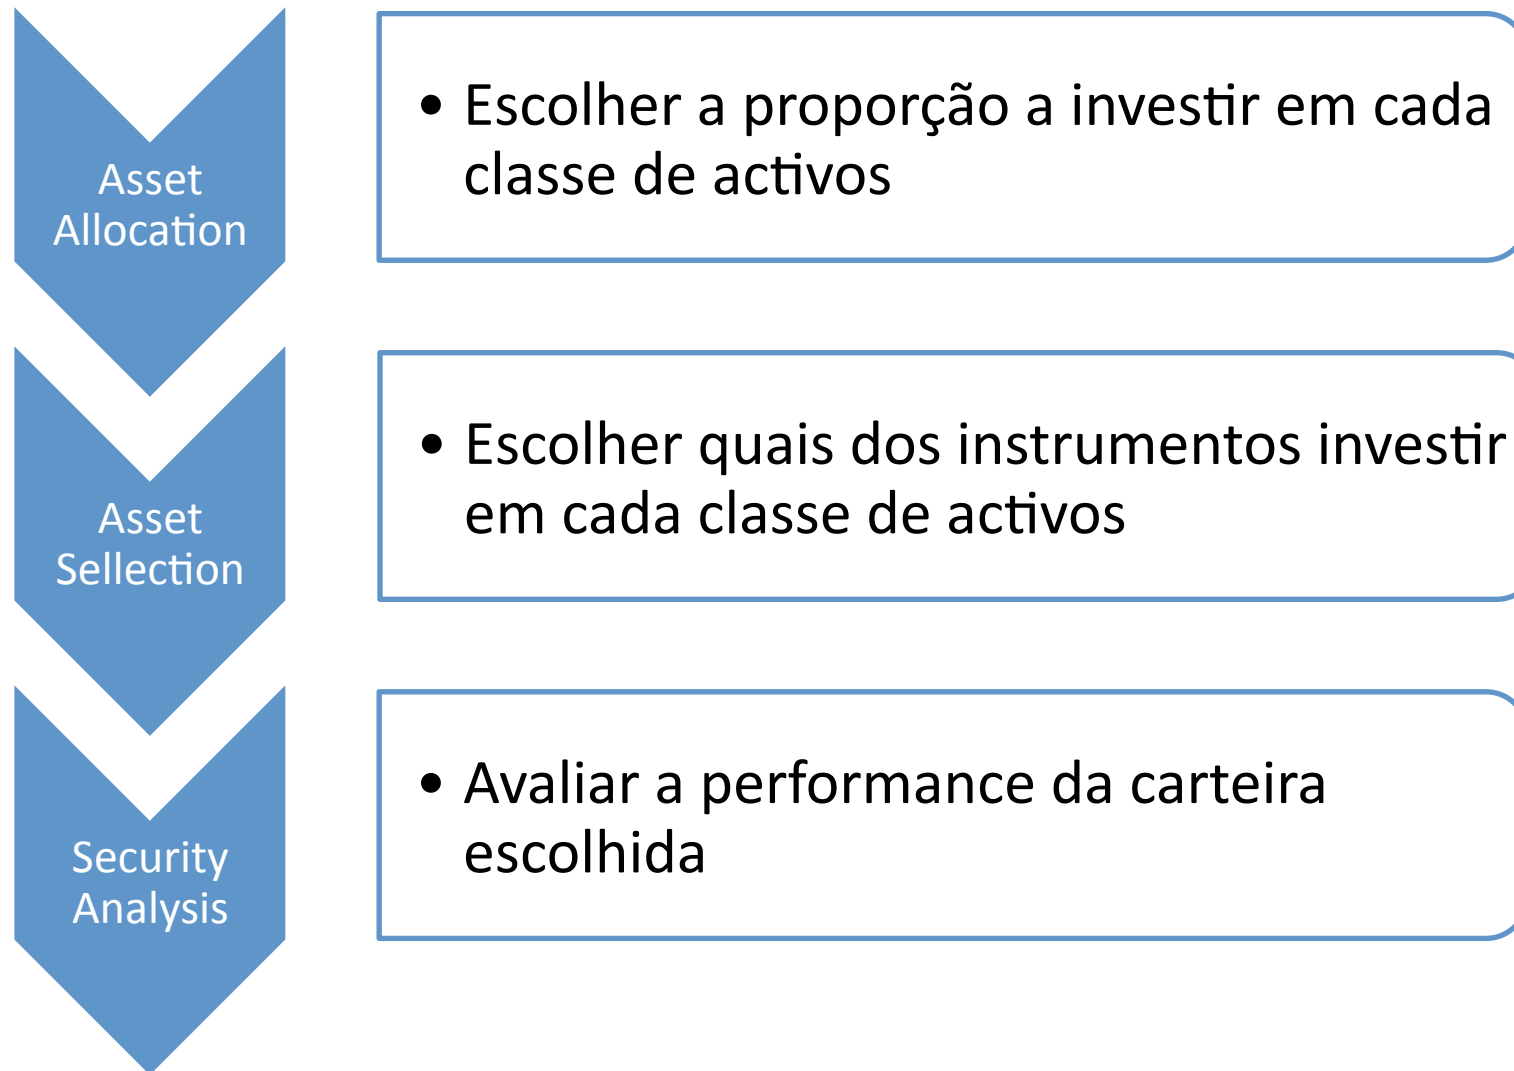 Asset
Allocation
• Escolher a proporção a investir em cada
classe de activos
Asset
Sellection
• Escolher quais dos instrumentos investir
em cada classe de activos
Security
Analysis
• Avaliar a performance da carteira
escolhida